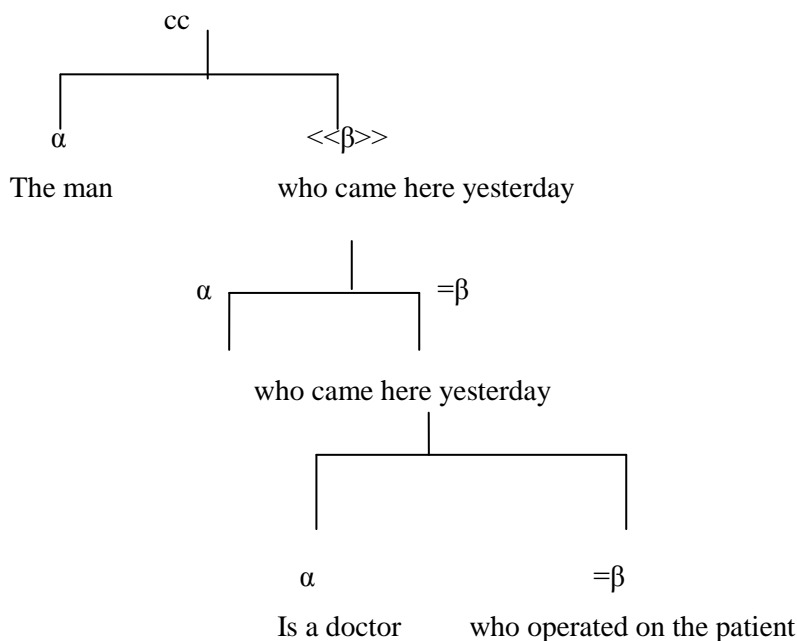 cc
α <<β>>
The man who came here yesterday
α =β
who came here yesterday
α =β
Is a doctor who operated on the patient